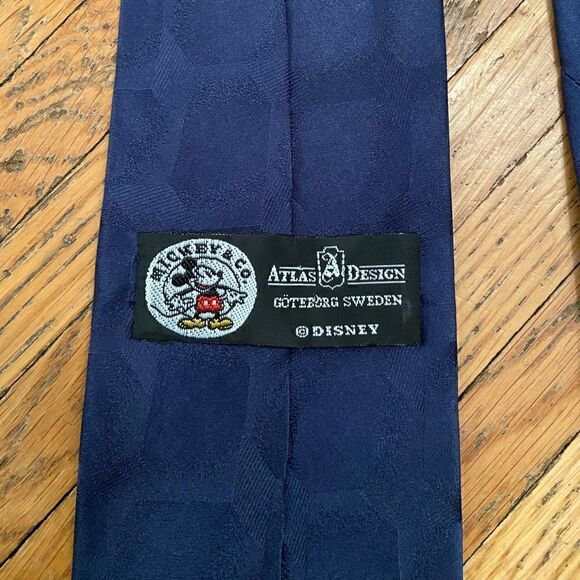 MICKEY & CO.
ATLAS A DESIGN
GÖTEBORG SWEDEN
© DISNEY